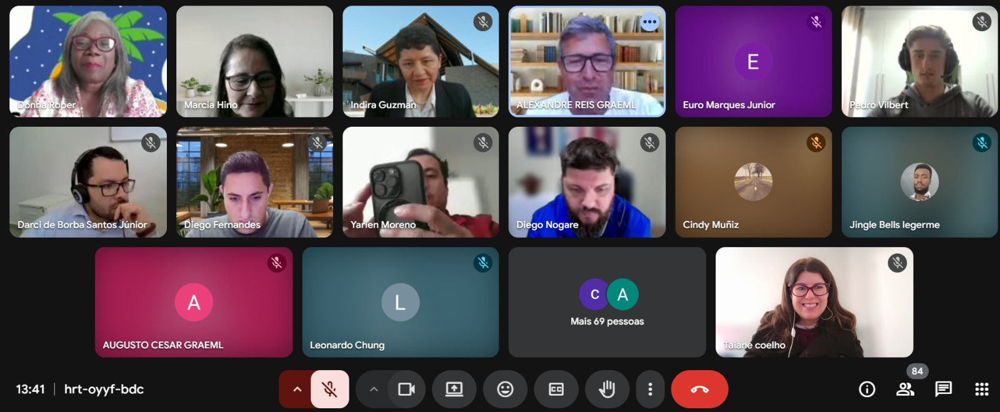 Donna Roper
Marcia Hino
Indira Guzman
ALEXANDRE REIS GRAEML
E
Euro Marques Junior
Pedro Vilbert
Darci de Borba Santos Júnior
Diego Fernandes
Yarien Moreno
Diego Nogare
Cindy Muñiz
Jingle Bells Iegerme
A
AUGUSTO CESAR GRAEML
L
Leonardo Chung
C A
Mais 69 pessoas
Taiane coelho
13:41 | hrt-oyyf-bdc
CC
84